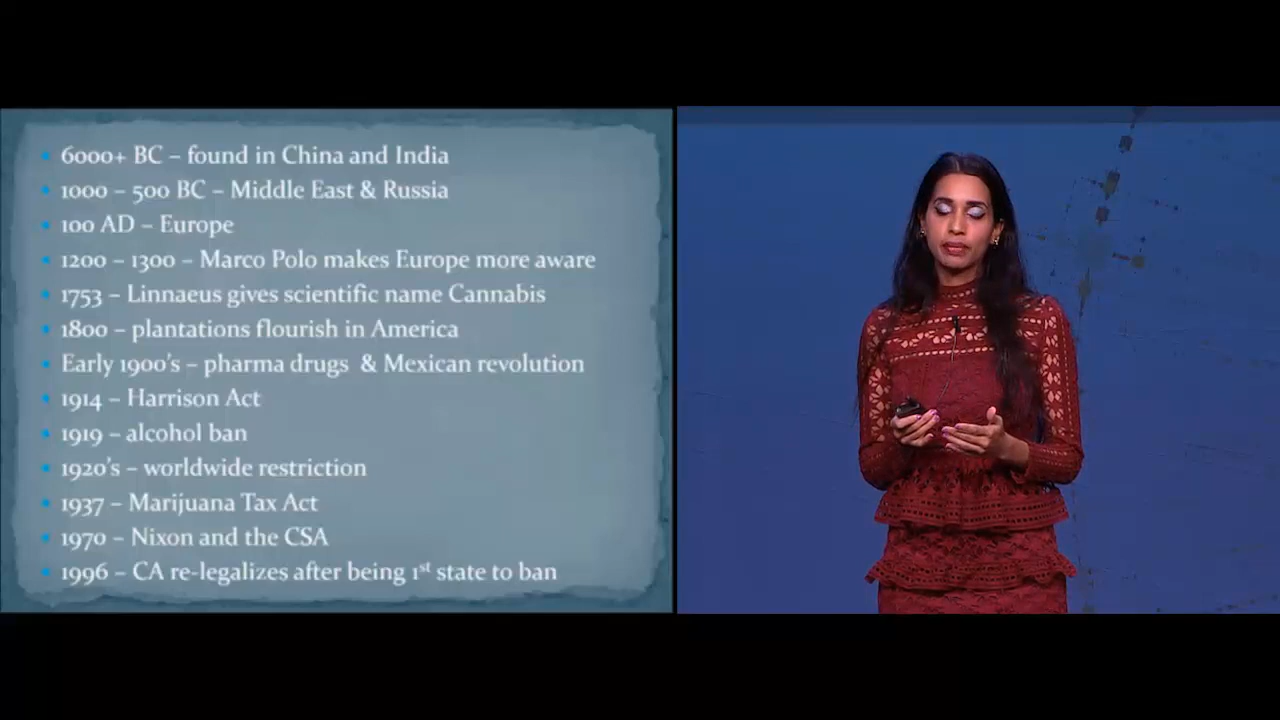 6000+ BC – found in China and India
1000 – 500 BC – Middle East & Russia
100 AD – Europe
1200 – 1300 – Marco Polo makes Europe more aware
1753 – Linnaeus gives scientific name Cannabis
1800 – plantations flourish in America
Early 1900's – pharma drugs & Mexican revolution
1914 – Harrison Act
1919 – alcohol ban
1920's – worldwide restriction
1937 – Marijuana Tax Act
1970 – Nixon and the CSA
1996 – CA re-legalizes after being 1st state to ban